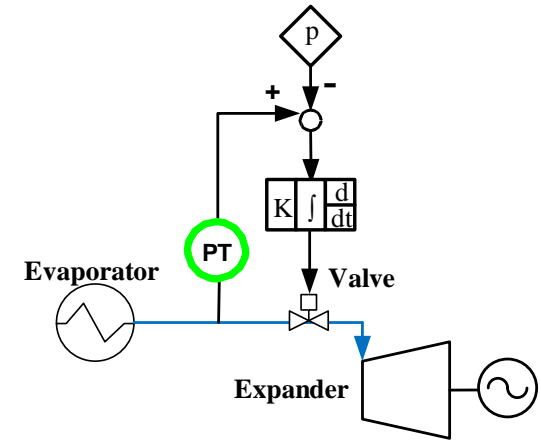 p
+ -
K ∫ d
dt
PT
Evaporator
Valve
Expander